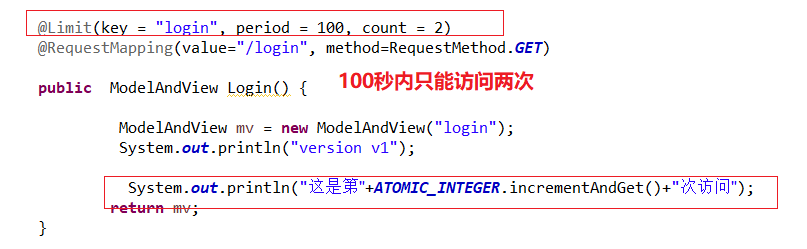 @Limit(key = "login", period = 100, count = 2)
@RequestMapping(value="/login", method=RequestMethod.GET)
public  ModelAndView Login() {
100秒内只能访问两次
ModelAndView mv = new ModelAndView("login");
System.out.println("version v1");
System.out.println("这是第"+ATOMIC_INTEGER.incrementAndGet()+"次访问");
return mv;
}